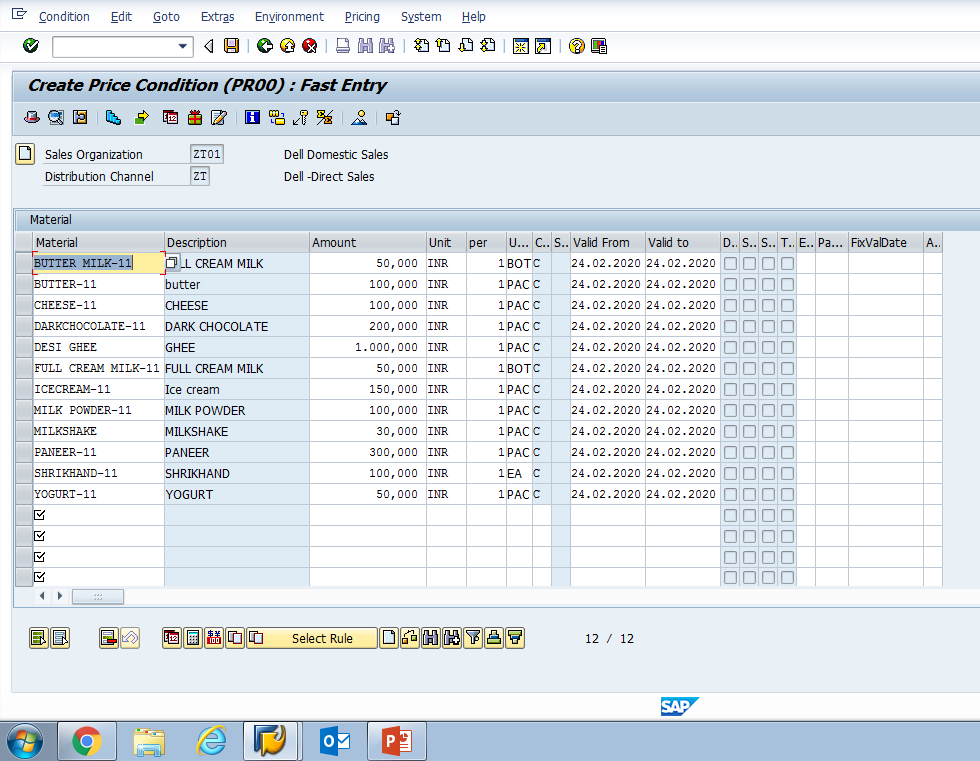 Condition Edit Goto Extras Environment Pricing System Help
Create Price Condition (PR00) : Fast Entry
Sales Organization ZT01 Dell Domestic Sales
Distribution Channel ZT Dell -Direct Sales
Material
Material Description Amount Unit per U... C.. S.. Valid From Valid to D.. S.. S.. T.. E.. Pa... FixValDate A..
BUTTER MILK-11 LL CREAM MILK 50,000 INR 1 BOT C 24.02.2020 24.02.2020
BUTTER-11 butter 100,000 INR 1 PAC C 24.02.2020 24.02.2020
CHEESE-11 CHEESE 100,000 INR 1 PAC C 24.02.2020 24.02.2020
DARKCHOCOLATE-11 DARK CHOCOLATE 200,000 INR 1 PAC C 24.02.2020 24.02.2020
DESI GHEE GHEE 1.000,000 INR 1 PAC C 24.02.2020 24.02.2020
FULL CREAM MILK-11 FULL CREAM MILK 50,000 INR 1 BOT C 24.02.2020 24.02.2020
ICECREAM-11 Ice cream 150,000 INR 1 PAC C 24.02.2020 24.02.2020
MILK POWDER-11 MILK POWDER 100,000 INR 1 PAC C 24.02.2020 24.02.2020
MILKSHAKE MILKSHAKE 30,000 INR 1 PAC C 24.02.2020 24.02.2020
PANEER-11 PANEER 300,000 INR 1 PAC C 24.02.2020 24.02.2020
SHRIKHAND-11 SHRIKHAND 100,000 INR 1 EA C 24.02.2020 24.02.2020
YOGURT-11 YOGURT 50,000 INR 1 PAC C 24.02.2020 24.02.2020
Select Rule 12 / 12
SAP